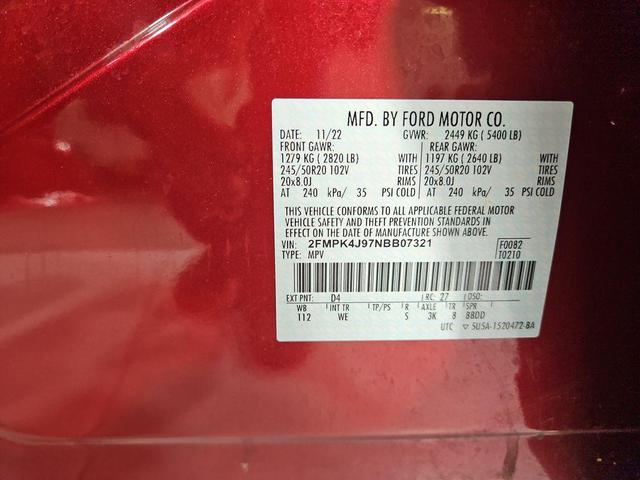 MFD. BY FORD MOTOR CO.
DATE: 11/22 GVWR: 2449 KG (5400 LB)
FRONT GAWR: REAR GAWR:
1279 KG (2820 LB) WITH 1197 KG (2640 LB) WITH
245/50R20 102V TIRES 245/50R20 102V TIRES
20x8.0J RIMS 20x8.0J RIMS
AT 240 kPa/ 35 PSI COLD AT 240 kPa/ 35 PSI COLD
THIS VEHICLE CONFORMS TO ALL APPLICABLE FEDERAL MOTOR
VEHICLE SAFETY AND THEFT PREVENTION STANDARDS IN
EFFECT ON THE DATE OF MANUFACTURE SHOWN ABOVE.
VIN: 2FMPK4J97NBB07321 F0082
TYPE: MPV T0210
EXT PNT: D4 RC: 27 DSO:
WB INT TR TP/PS R AXLE TR SPR
112 WE S 3K 8 BBDD
UTC ▽ 5U5A-1520472-BA